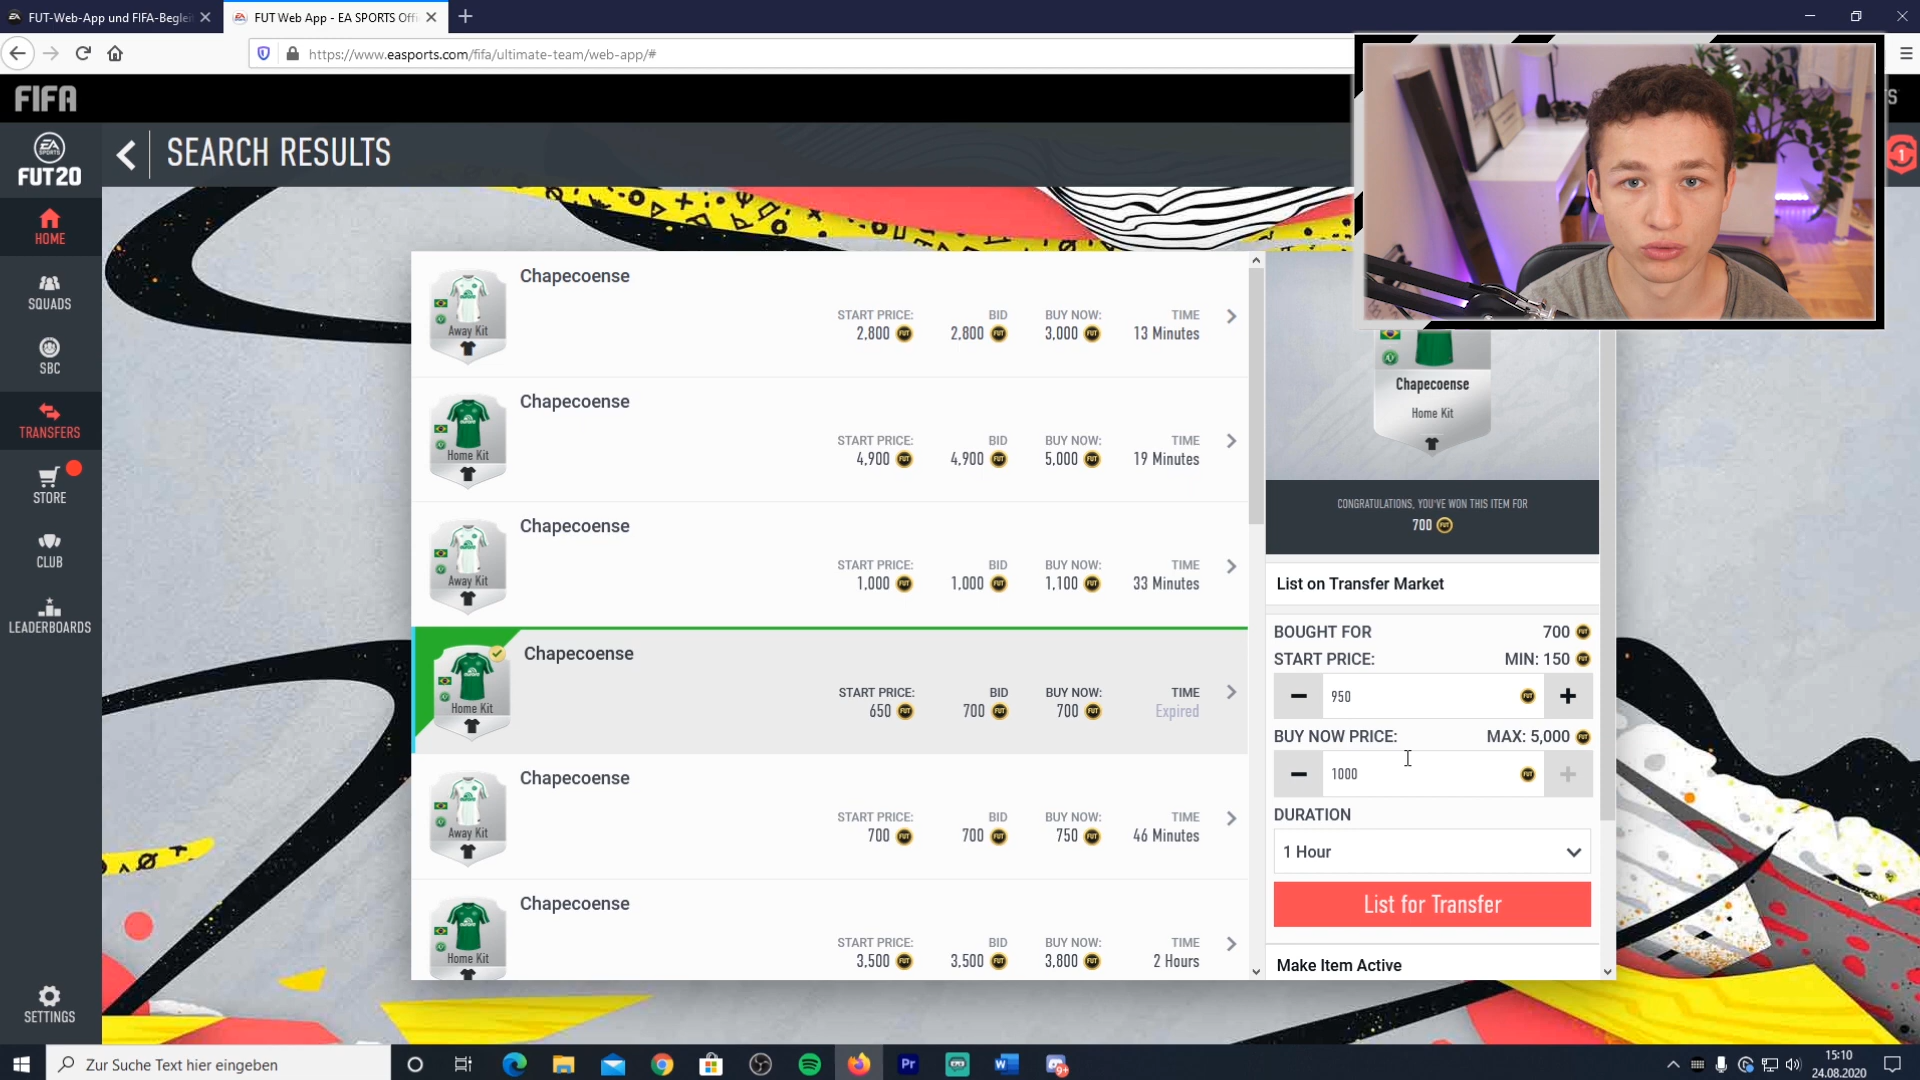 FUT-Web-App und FIFA-Beglei
FUT Web App - EA SPORTS Offi
https://www.easports.com/fifa/ultimate-team/web-app/#
FIFA
EA SPORTS
FUT20
SEARCH RESULTS
1
HOME
SQUADS
SBC
TRANSFERS
STORE
CLUB
LEADERBOARDS
SETTINGS
Chapecoense
Away Kit
START PRICE: BID BUY NOW: TIME
2,800 2,800 3,000 13 Minutes
Chapecoense
Home Kit
START PRICE: BID BUY NOW: TIME
4,900 4,900 5,000 19 Minutes
Chapecoense
Away Kit
START PRICE: BID BUY NOW: TIME
1,000 1,000 1,100 33 Minutes
Chapecoense
Home Kit
START PRICE: BID BUY NOW: TIME
650 700 700 Expired
Chapecoense
Away Kit
START PRICE: BID BUY NOW: TIME
700 700 750 46 Minutes
Chapecoense
Home Kit
START PRICE: BID BUY NOW: TIME
3,500 3,500 3,800 2 Hours
Chapecoense
Home Kit
CONGRATULATIONS, YOU'VE WON THIS ITEM FOR
700
List on Transfer Market
BOUGHT FOR 700
START PRICE: MIN: 150
950
BUY NOW PRICE: MAX: 5,000
1000
DURATION
1 Hour
List for Transfer
Make Item Active
Zur Suche Text hier eingeben
15:10
24.08.2020